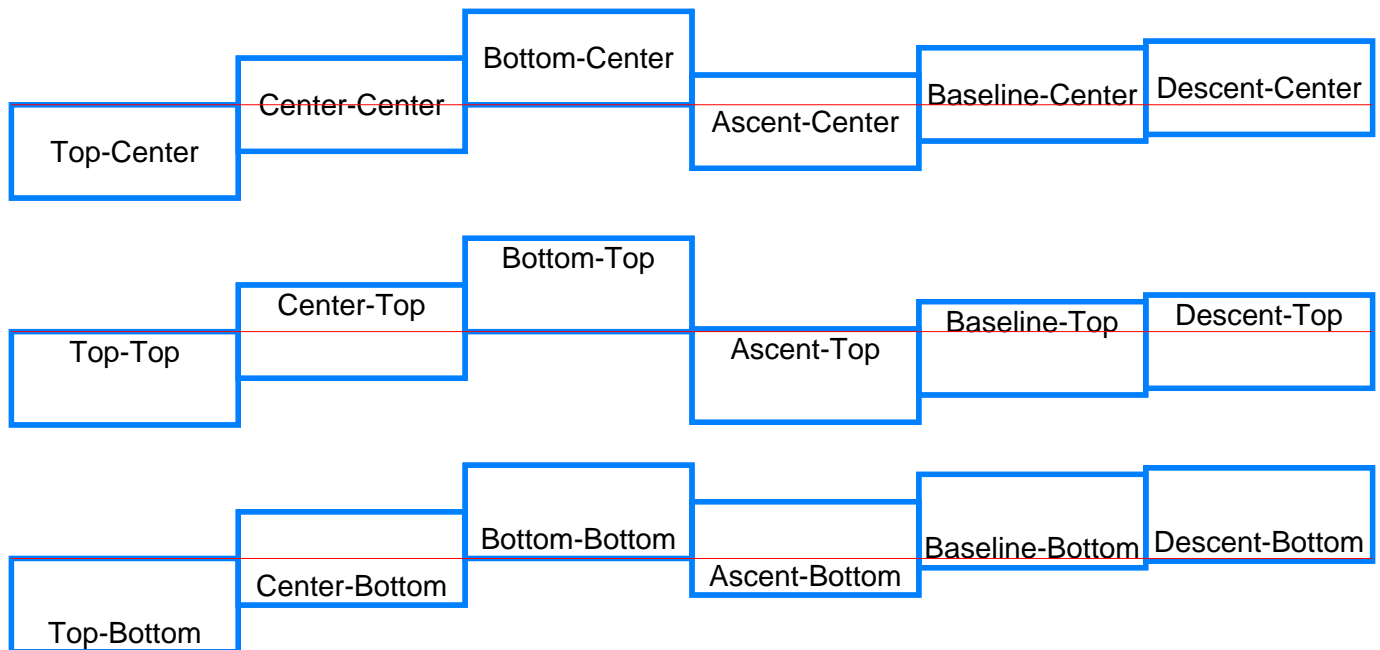 Top-Center Center-Center Bottom-Center Ascent-Center Baseline-Center Descent-Center
Top-Top Center-Top Bottom-Top Ascent-Top Baseline-Top Descent-Top
Top-Bottom Center-Bottom Bottom-Bottom Ascent-Bottom Baseline-Bottom Descent-Bottom